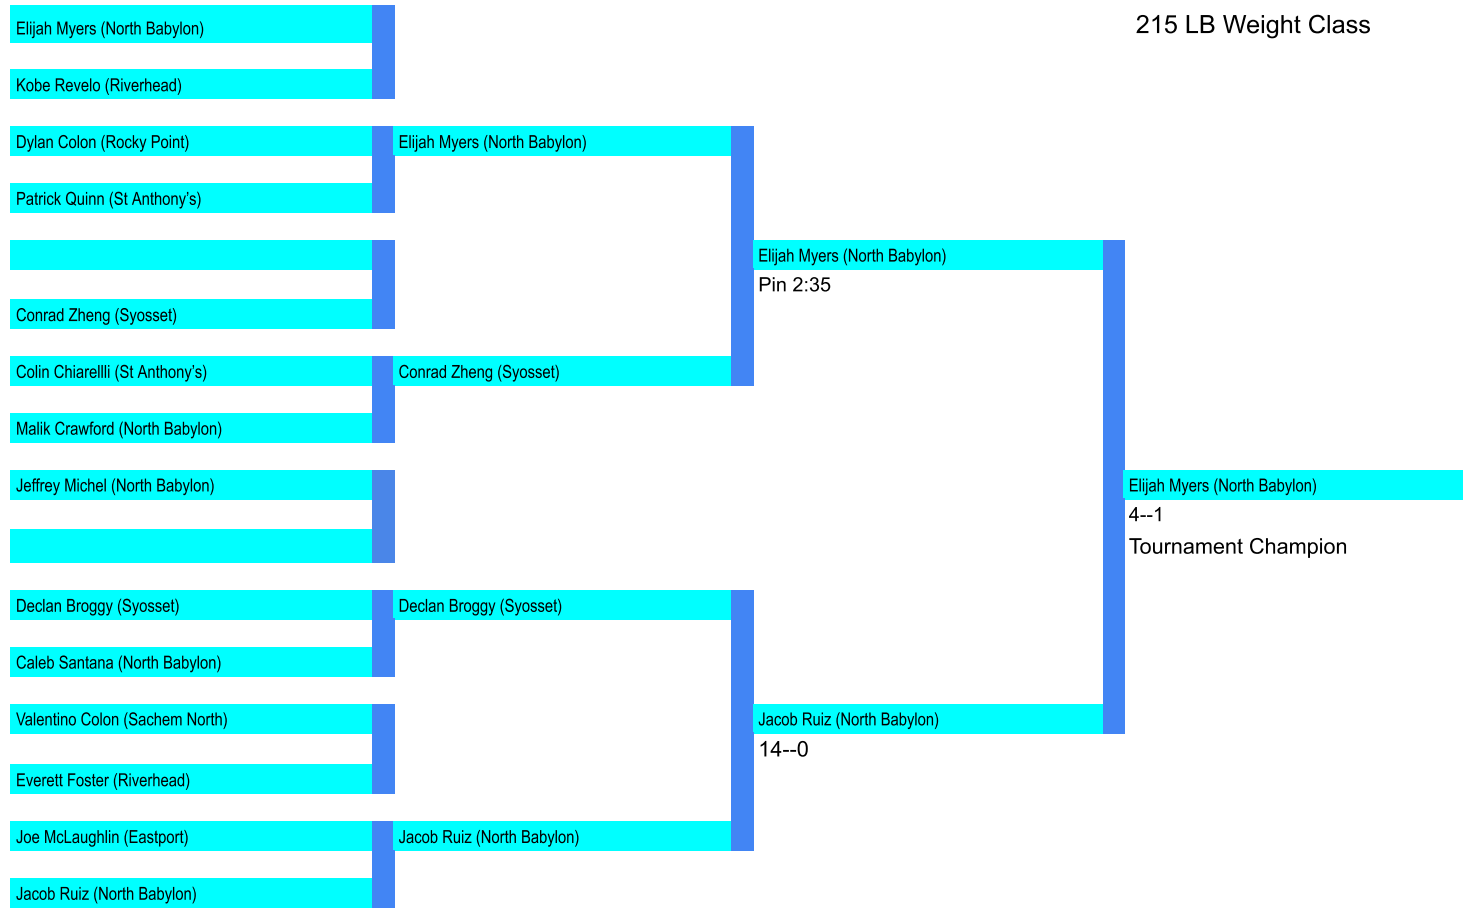 215 LB Weight Class
Elijah Myers (North Babylon)
Kobe Revelo (Riverhead)
Dylan Colon (Rocky Point)
Patrick Quinn (St Anthony's)
Conrad Zheng (Syosset)
Colin Chiarellli (St Anthony's)
Malik Crawford (North Babylon)
Jeffrey Michel (North Babylon)
Declan Broggy (Syosset)
Caleb Santana (North Babylon)
Valentino Colon (Sachem North)
Everett Foster (Riverhead)
Joe McLaughlin (Eastport)
Jacob Ruiz (North Babylon)
Elijah Myers (North Babylon)
Conrad Zheng (Syosset)
Declan Broggy (Syosset)
Jacob Ruiz (North Babylon)
Elijah Myers (North Babylon)
Pin 2:35
Jacob Ruiz (North Babylon)
14--0
Elijah Myers (North Babylon)
4--1
Tournament Champion